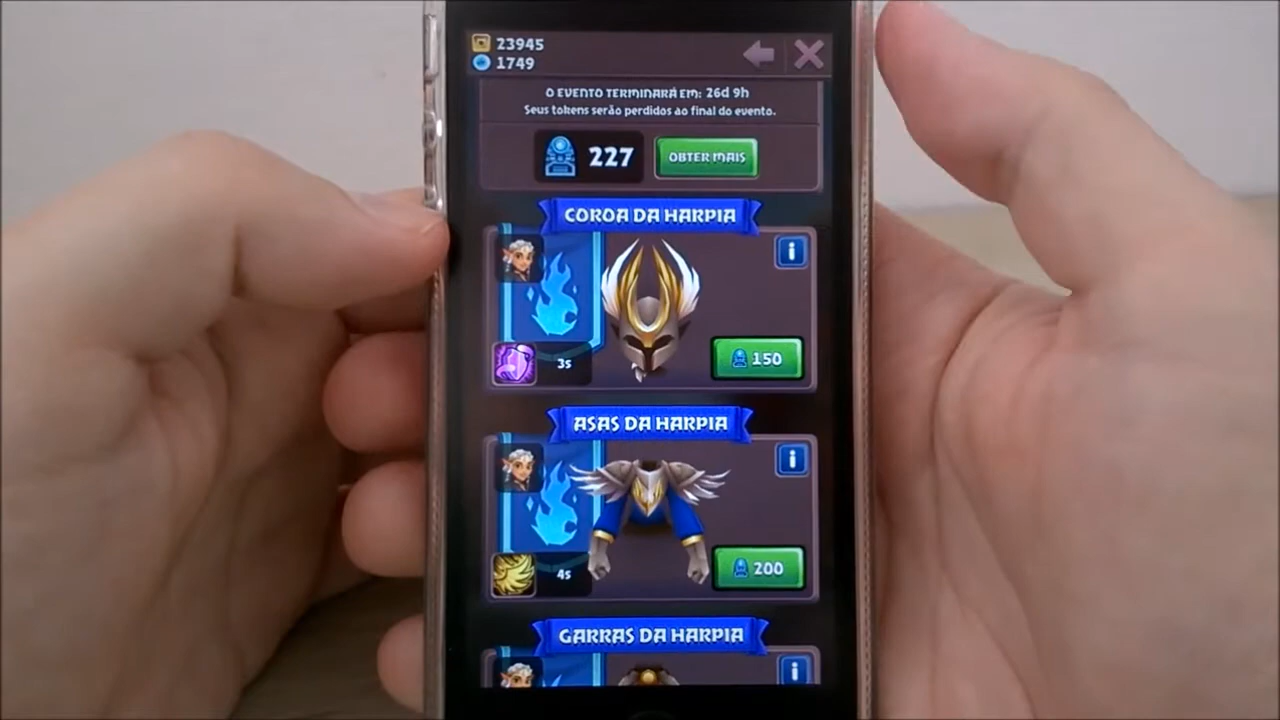 23945
1749
O EVENTO TERMINARÁ EM: 26d 9h
Seus tokens serão perdidos ao final do evento.
227
OBTER MAIS
COROA DA HARPIA
i
3s
150
ASAS DA HARPIA
i
4s
200
GARRAS DA HARPIA
i